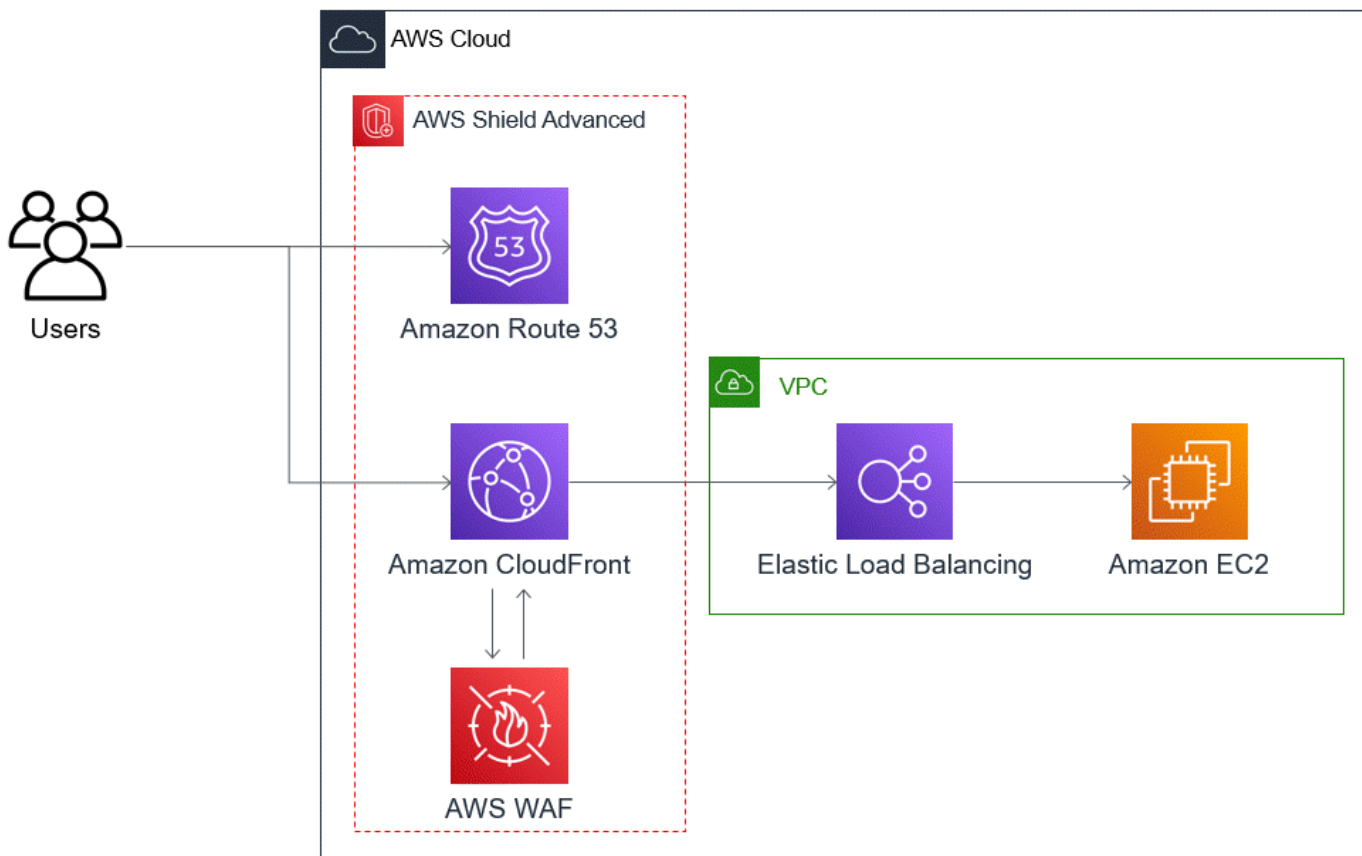 AWS Cloud
AWS Shield Advanced
53
Users
Amazon Route 53
VPC
Amazon CloudFront
Elastic Load Balancing
Amazon EC2
AWS WAF